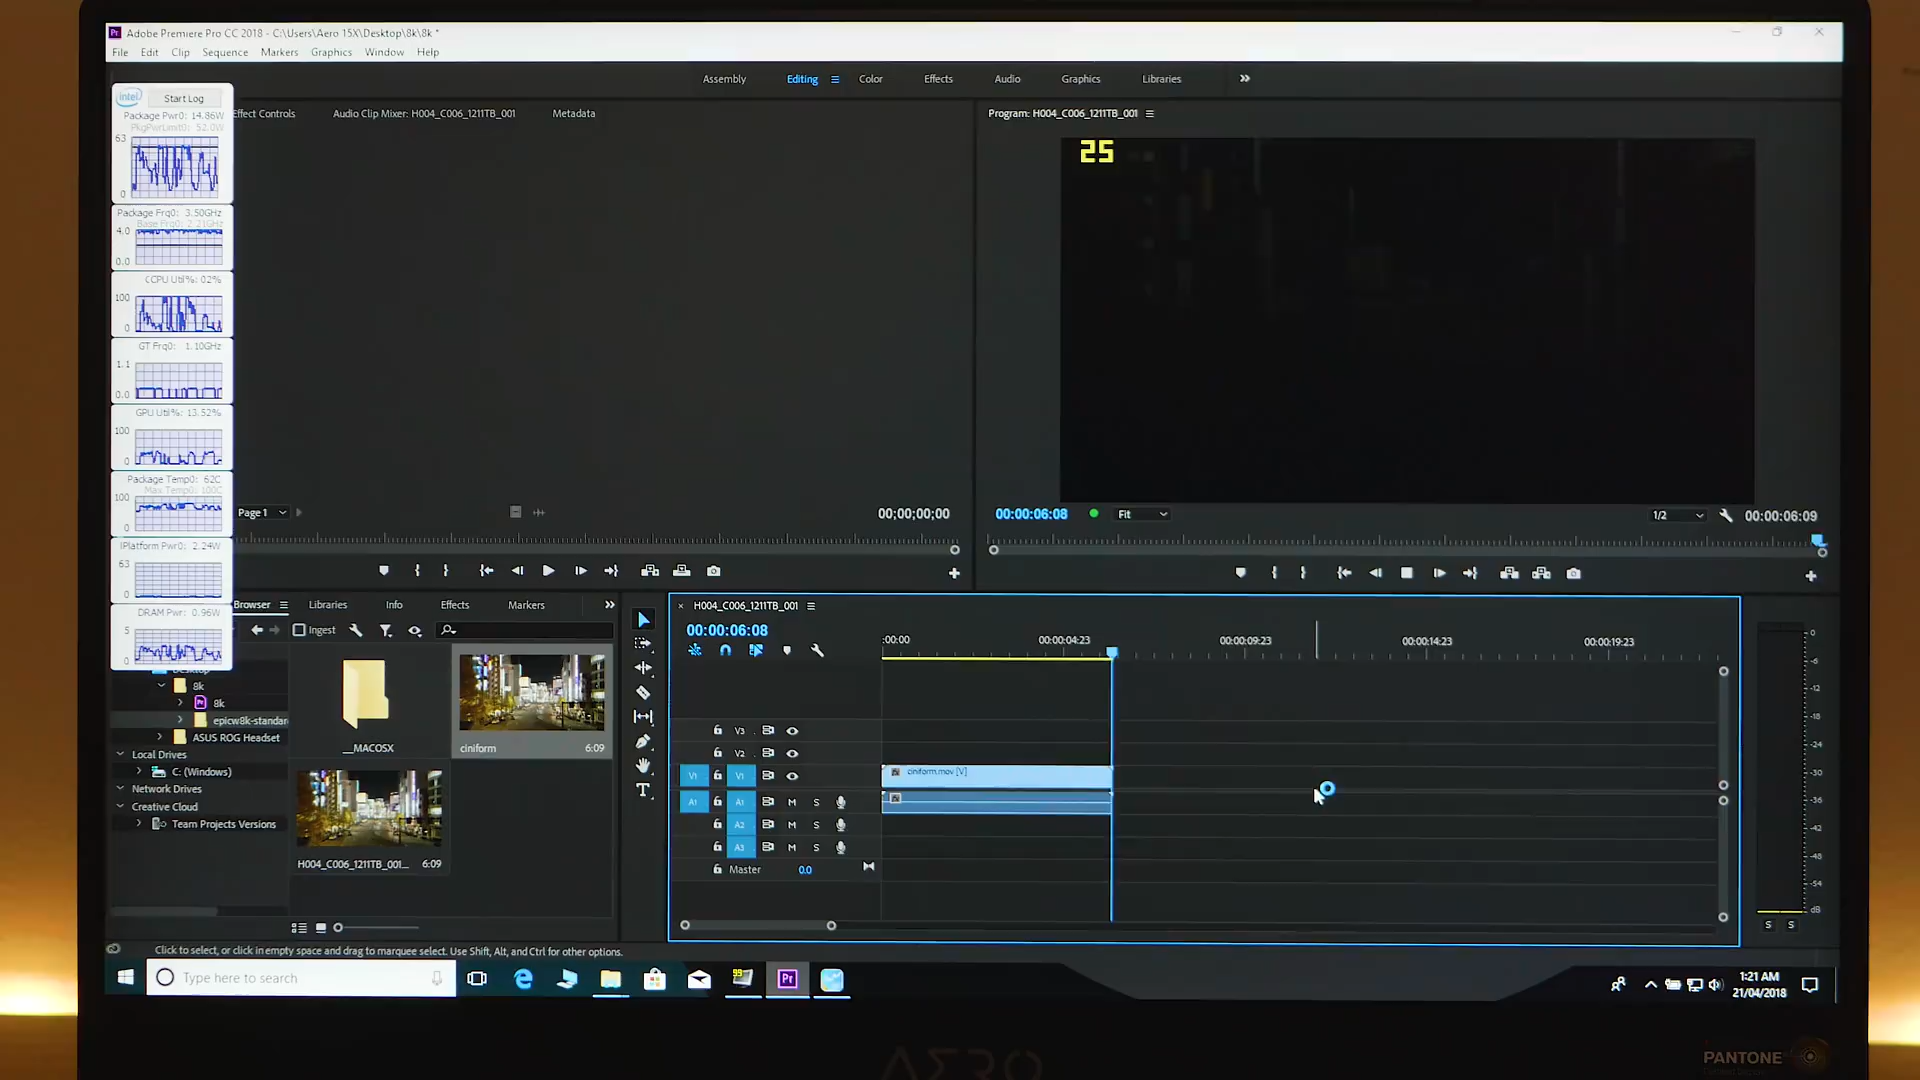 Adobe Premiere Pro CC 2018 - C:\Users\Aero 15X\Desktop\8k\8k *
File Edit Clip Sequence Markers Graphics Window Help
Assembly Editing Color Effects Audio Graphics Libraries
intel Start Log
Package Pwr0: 14.86W
PkgPwrLimit0: 52.0W
63
0
Package Frq0: 3.50GHz
Base Frq0: 2.21GHz
4.0
0.0
CCPU Util%: 02%
100
0
GT Frq0: 1.10GHz
1.1
0.0
GPU Util%: 13.52%
100
0
Package Temp0: 62C
Max Temp0: 100C
100
0
IPlatform Pwr0: 2.24W
63
0
DRAM Pwr: 0.96W
5
0
Effect Controls Audio Clip Mixer: H004_C006_1211TB_001 Metadata
Page 1 00;00;00;00
Program: H004_C006_1211TB_001
25
00:00:06:08 Fit 1/2 00:00:06:09
Browser Libraries Info Effects Markers
Ingest
8k
8k
epicw8k-standar
ASUS ROG Headset
Local Drives
C: (Windows)
Network Drives
Creative Cloud
Team Projects Versions
__MACOSX
ciniform 6:09
H004_C006_1211TB_001... 6:09
H004_C006_1211TB_001
00:00:06:08
:00:00 00:00:04:23 00:00:09:23 00:00:14:23 00:00:19:23
V3
V2
V1 V1 ciniform.mov [V]
A1 A1 M S
A2 M S
A3 M S
Master 0.0
0
-6
-12
-18
-24
-30
-36
-42
-48
-54
dB
S S
Click to select, or click in empty space and drag to marquee select. Use Shift, Alt, and Ctrl for other options.
Type here to search
99
Pr
1:21 AM
21/04/2018
AERO
PANTONE